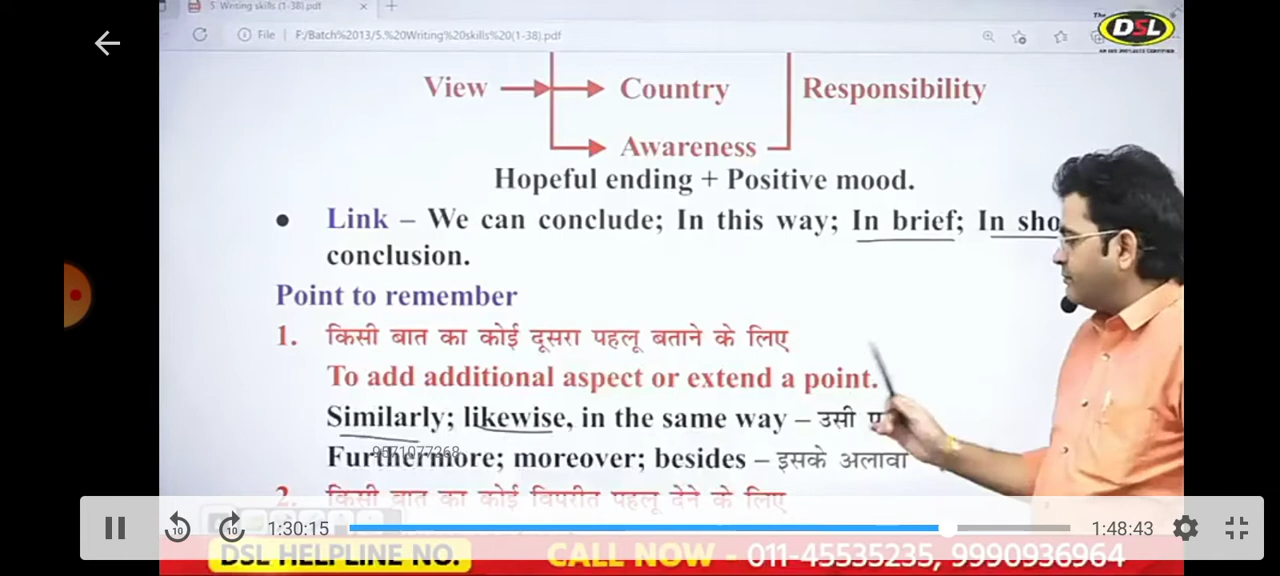 5. Writing skills (1-38).pdf
File | F:/Batch%2013/5.%20Writing%20skills%20(1-38).pdf
The
DSL
View Country Responsibility
Awareness
Hopeful ending + Positive mood.
• Link – We can conclude; In this way; In brief; In sho
conclusion.
Point to remember
1. किसी बात का कोई दूसरा पहलू बताने के लिए
To add additional aspect or extend a point.
Similarly; likewise, in the same way – उसी
Furthermore; moreover; besides – इसके अलावा
9871077268
2. किसी बात का कोई विपरीत पहलू देने के लिए
10 10 1:30:15 1:48:43
DSL HELPLINE NO. CALL NOW - 011-45535235, 9990936964